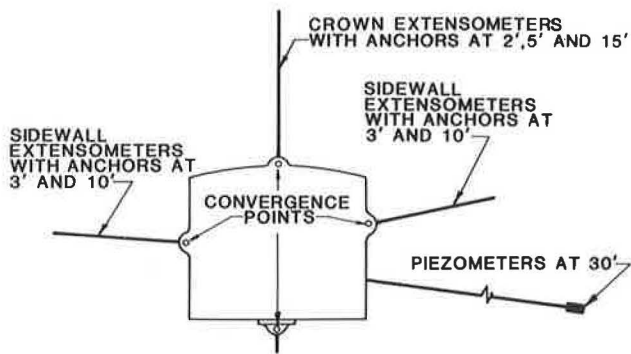 CROWN EXTENSOMETERS
WITH ANCHORS AT 2',5' AND 15'
SIDEWALL
EXTENSOMETERS
WITH ANCHORS AT
3' AND 10'
SIDEWALL
EXTENSOMETERS
WITH ANCHORS AT
3' AND 10'
CONVERGENCE
POINTS
PIEZOMETERS AT 30'